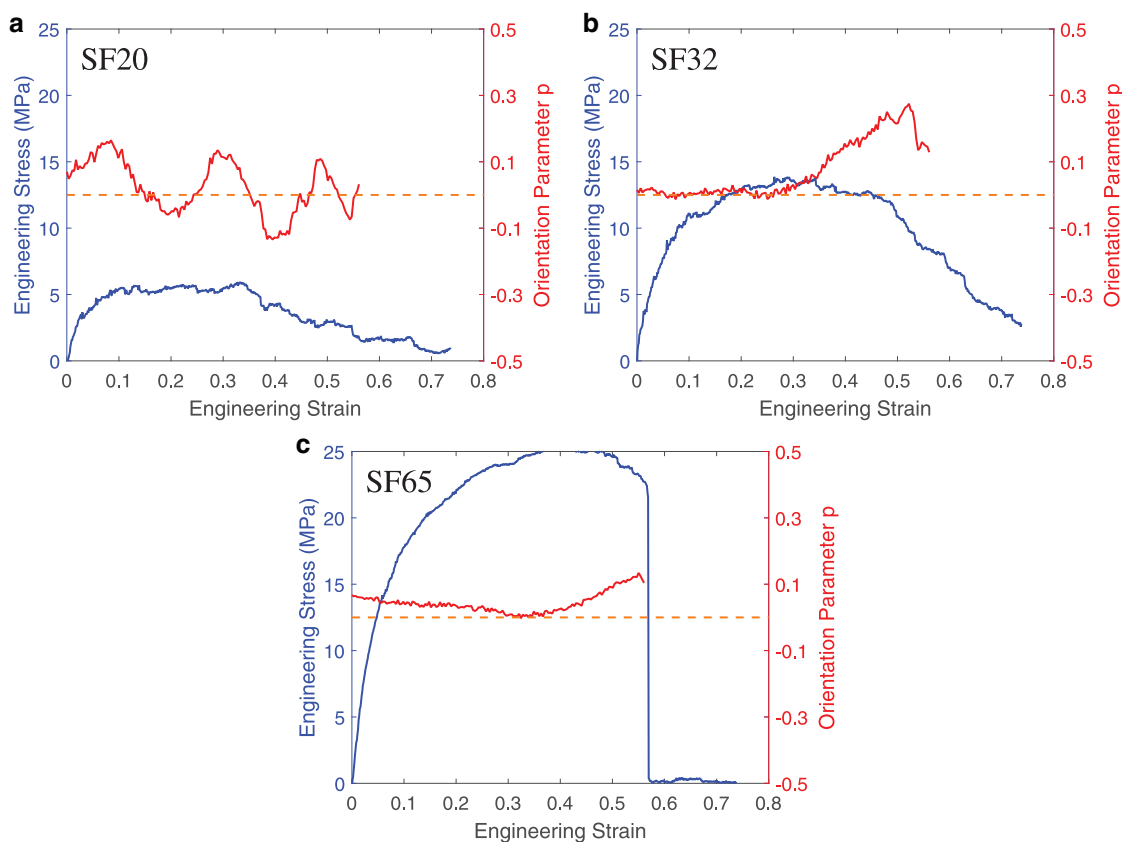 a
SF20
Engineering Stress (MPa)
25
20
15
10
5
0
0 0.1 0.2 0.3 0.4 0.5 0.6 0.7 0.8
Engineering Strain
0.5
0.3
0.1
-0.1
-0.3
-0.5
Orientation Parameter p
b
SF32
Engineering Stress (MPa)
25
20
15
10
5
0
0 0.1 0.2 0.3 0.4 0.5 0.6 0.7 0.8
Engineering Strain
0.5
0.3
0.1
-0.1
-0.3
-0.5
Orientation Parameter p
c
SF65
Engineering Stress (MPa)
25
20
15
10
5
0
0 0.1 0.2 0.3 0.4 0.5 0.6 0.7 0.8
Engineering Strain
0.5
0.3
0.1
-0.1
-0.3
-0.5
Orientation Parameter p